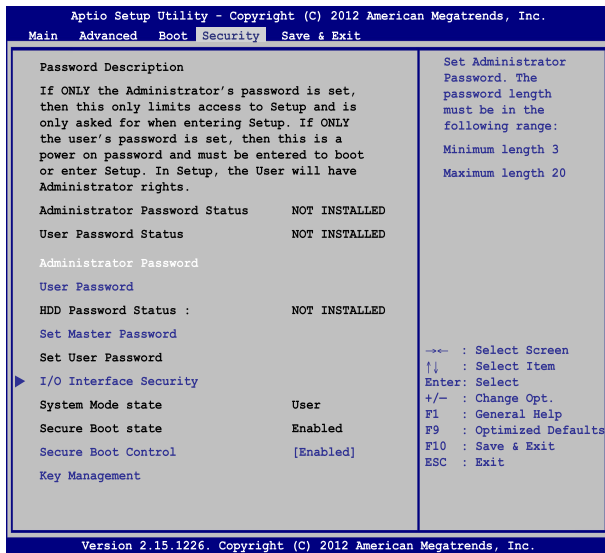 Aptio Setup Utility - Copyright (C) 2012 American Megatrends, Inc.
Main Advanced Boot Security Save & Exit
Password Description
If ONLY the Administrator's password is set,
then this only limits access to Setup and is
only asked for when entering Setup. If ONLY
the user's password is set, then this is a
power on password and must be entered to boot
or enter Setup. In Setup, the User will have
Administrator rights.
Administrator Password Status NOT INSTALLED
User Password Status NOT INSTALLED
Administrator Password
User Password
HDD Password Status : NOT INSTALLED
Set Master Password
Set User Password
I/O Interface Security
System Mode state User
Secure Boot state Enabled
Secure Boot Control [Enabled]
Key Management
Set Administrator
Password. The
password length
must be in the
following range:
Minimum length 3
Maximum length 20
→← : Select Screen
↑↓ : Select Item
Enter: Select
+/— : Change Opt.
F1 : General Help
F9 : Optimized Defaults
F10 : Save & Exit
ESC : Exit
Version 2.15.1226. Copyright (C) 2012 American Megatrends, Inc.